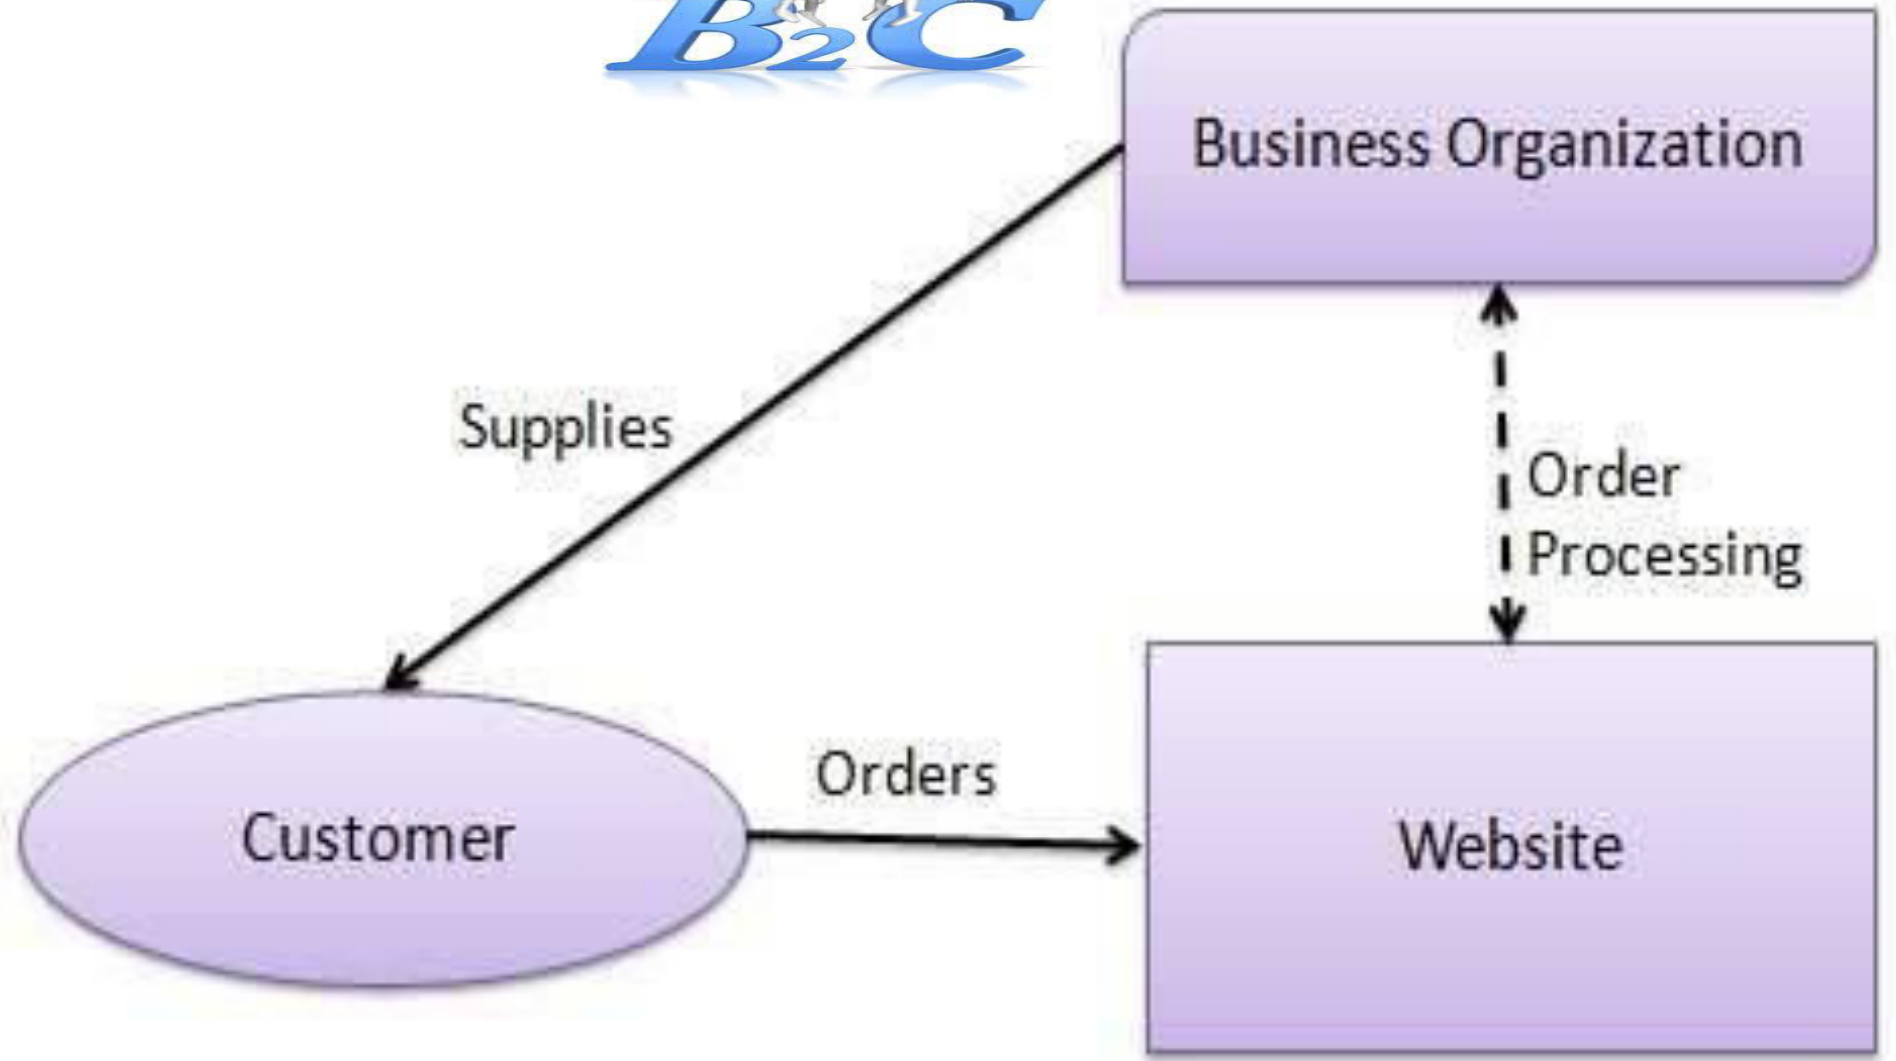 B2C
Business Organization
Supplies
Order
Processing
Orders
Customer
Website